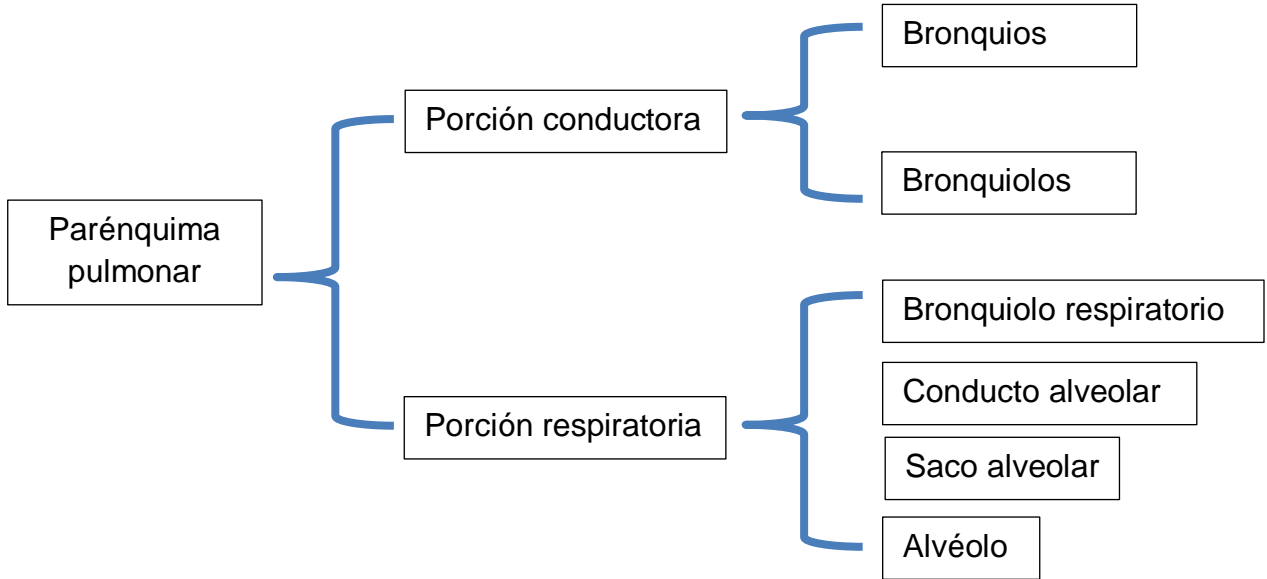 Parénquima
pulmonar
Porción conductora
Bronquios
Bronquiolos
Porción respiratoria
Bronquiolo respiratorio
Conducto alveolar
Saco alveolar
Alvéolo